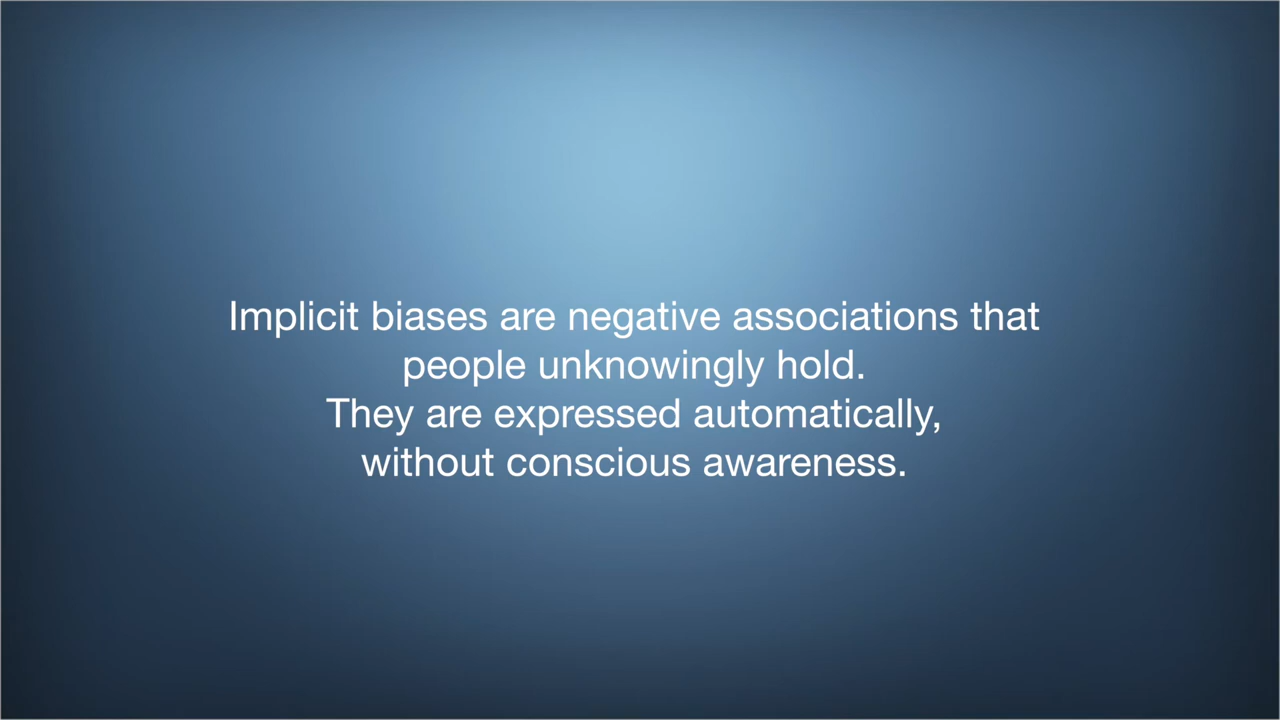 Implicit biases are negative associations that
people unknowingly hold.
They are expressed automatically,
without conscious awareness.